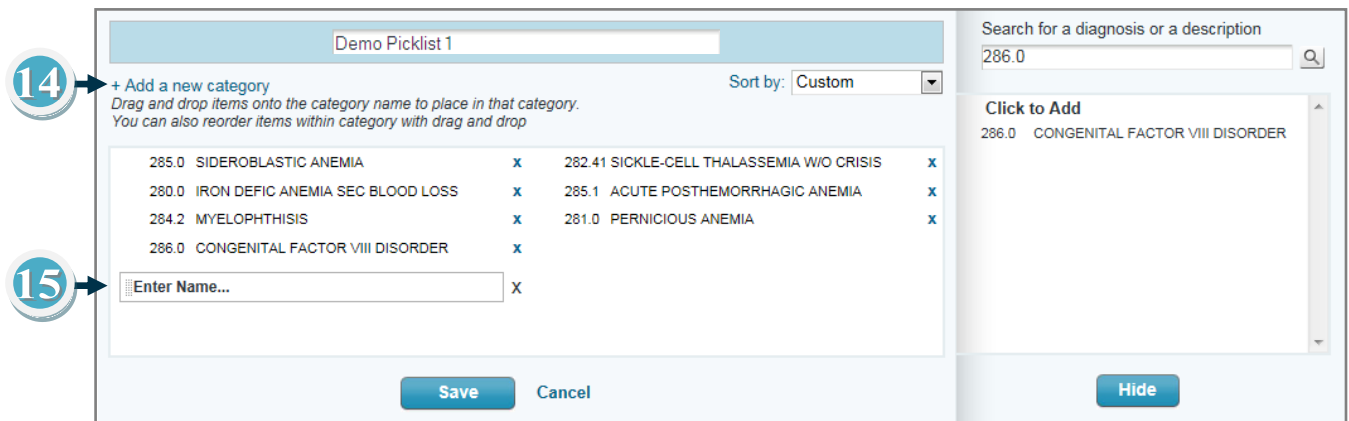 Demo Picklist 1
14
+ Add a new category
Sort by: Custom
Drag and drop items onto the category name to place in that category.
You can also reorder items within category with drag and drop
285.0 SIDEROBLASTIC ANEMIA x
282.41 SICKLE-CELL THALASSEMIA W/O CRISIS x
280.0 IRON DEFIC ANEMIA SEC BLOOD LOSS x
285.1 ACUTE POSTHEMORRHAGIC ANEMIA x
284.2 MYELOPHTHISIS x
281.0 PERNICIOUS ANEMIA x
286.0 CONGENITAL FACTOR VIII DISORDER x
15
Enter Name... X
Save Cancel
Search for a diagnosis or a description
286.0
Click to Add
286.0 CONGENITAL FACTOR VIII DISORDER
Hide